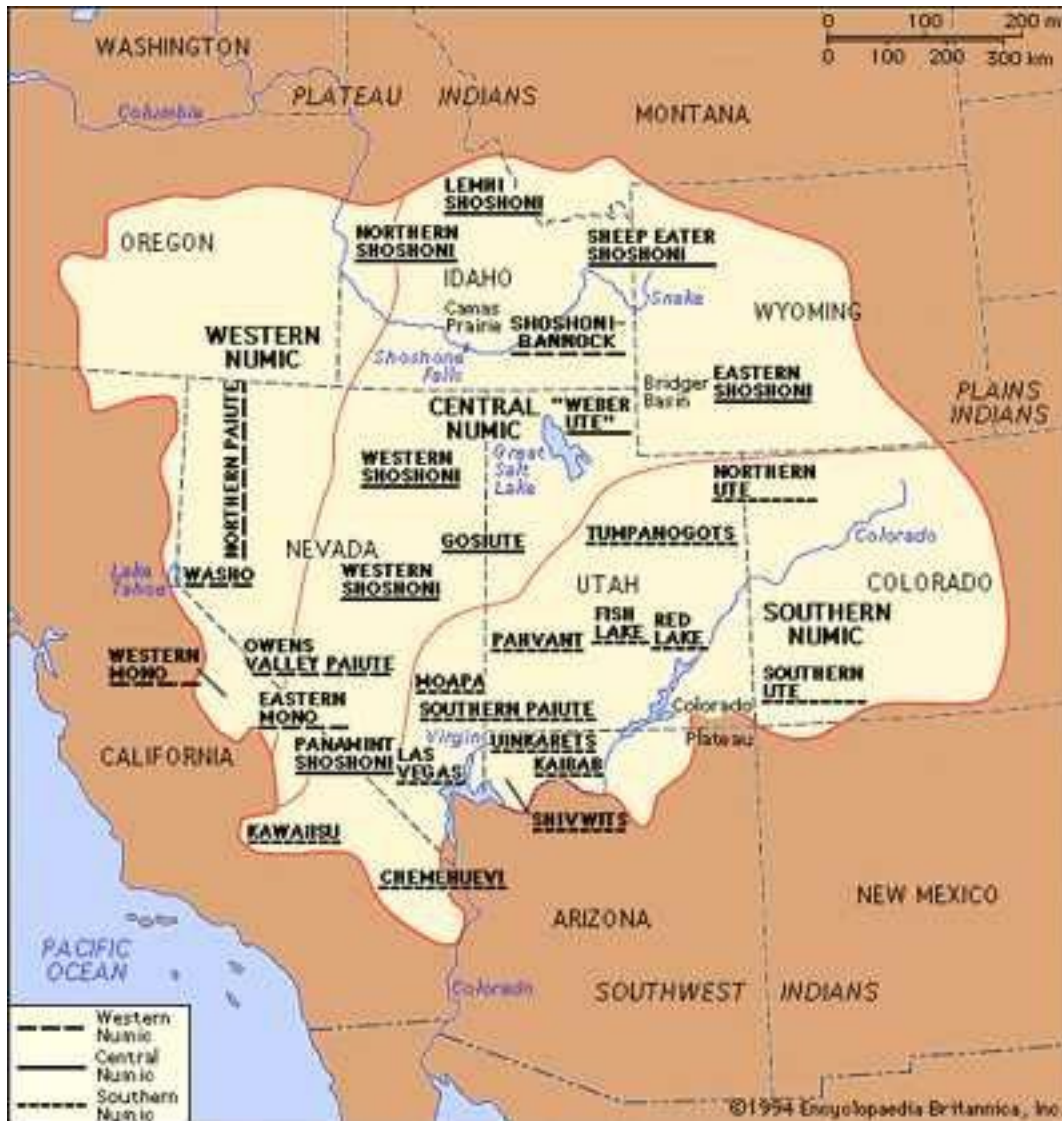 0 100 200 m
0 100 200 300 km
WASHINGTON
Columbia
PLATEAU INDIANS
MONTANA
LEMHI
SHOSHONI
OREGON
NORTHERN
SHOSHONI
SHEEP EATER
SHOSHONI
IDAHO
Snake
Camas
Prairie
WYOMING
SHOSHONI-
BANNOCK
WESTERN
NUMIC
Shoshone
Falls
Bridger
Basin
EASTERN
SHOSHONI
PLAINS
INDIANS
NORTHERN PAIUTE
CENTRAL
NUMIC
"WEBER
UTE"
Great
Salt
Lake
WESTERN
SHOSHONI
NORTHERN
UTE
NEVADA
GOSIUTE
TUMPANOGOTS
Colorado
Lake
Tahoe
WASHO
WESTERN
SHOSHONI
UTAH
COLORADO
FISH
LAKE
RED
LAKE
SOUTHERN
NUMIC
PAHVANT
OWENS
VALLEY PAIUTE
WESTERN
MONO
MOAPA
SOUTHERN
UTE
EASTERN
MONO
SOUTHERN PAIUTE
Colorado
Plateau
Virgin
UINKARETS
CALIFORNIA
PANAMINT
SHOSHONI
LAS
VEGAS
KAIBAB
SHIVWITS
KAWAIISU
CHEMEHUEVI
ARIZONA
NEW MEXICO
PACIFIC
OCEAN
Colorado
SOUTHWEST INDIANS
Western
Numic
Central
Numic
Southern
Numic
©1994 Encyclopaedia Britannica, Inc